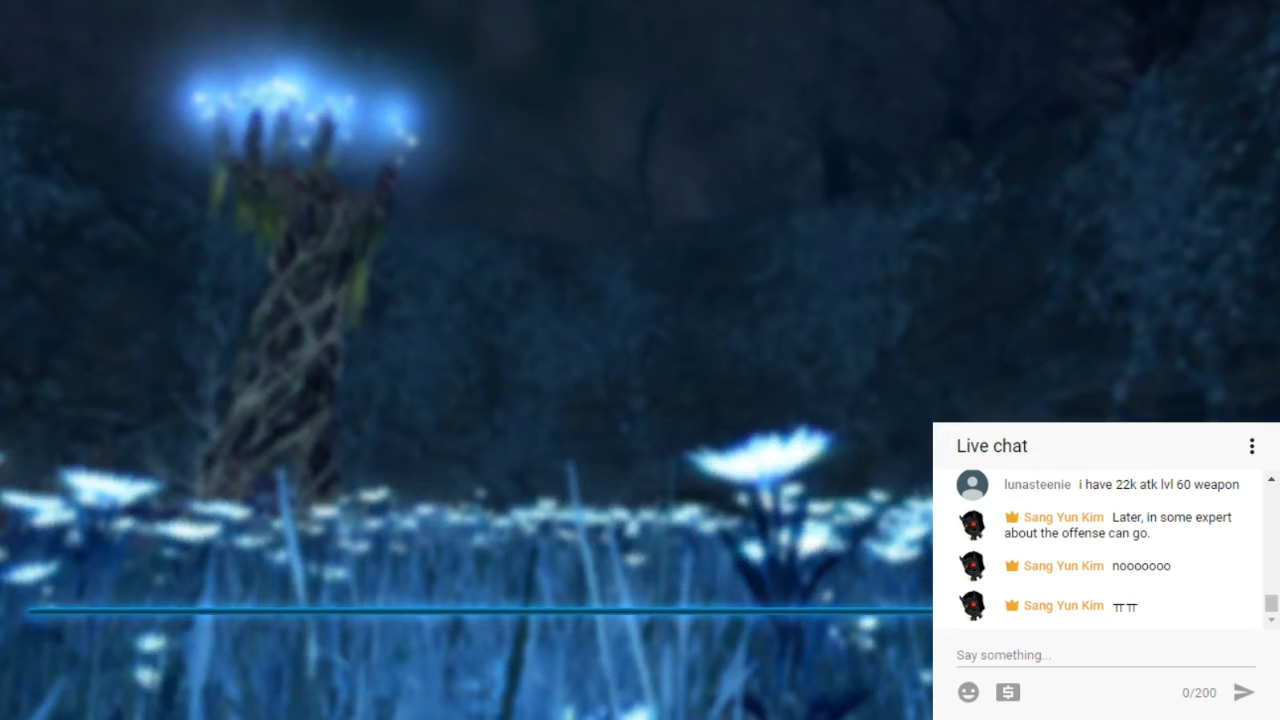 Live chat
lunasteenie i have 22k atk lvl 60 weapon
Sang Yun Kim Later, in some expert
about the offense can go.
Sang Yun Kim nooooooo
Sang Yun Kim ㅠㅠ
Say something...
0/200